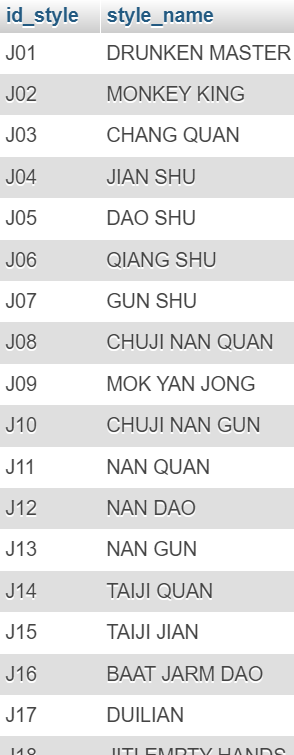 id_style style_name
J01 DRUNKEN MASTER
J02 MONKEY KING
J03 CHANG QUAN
J04 JIAN SHU
J05 DAO SHU
J06 QIANG SHU
J07 GUN SHU
J08 CHUJI NAN QUAN
J09 MOK YAN JONG
J10 CHUJI NAN GUN
J11 NAN QUAN
J12 NAN DAO
J13 NAN GUN
J14 TAIJI QUAN
J15 TAIJI JIAN
J16 BAAT JARM DAO
J17 DUILIAN
J18 EMPTY HANDS